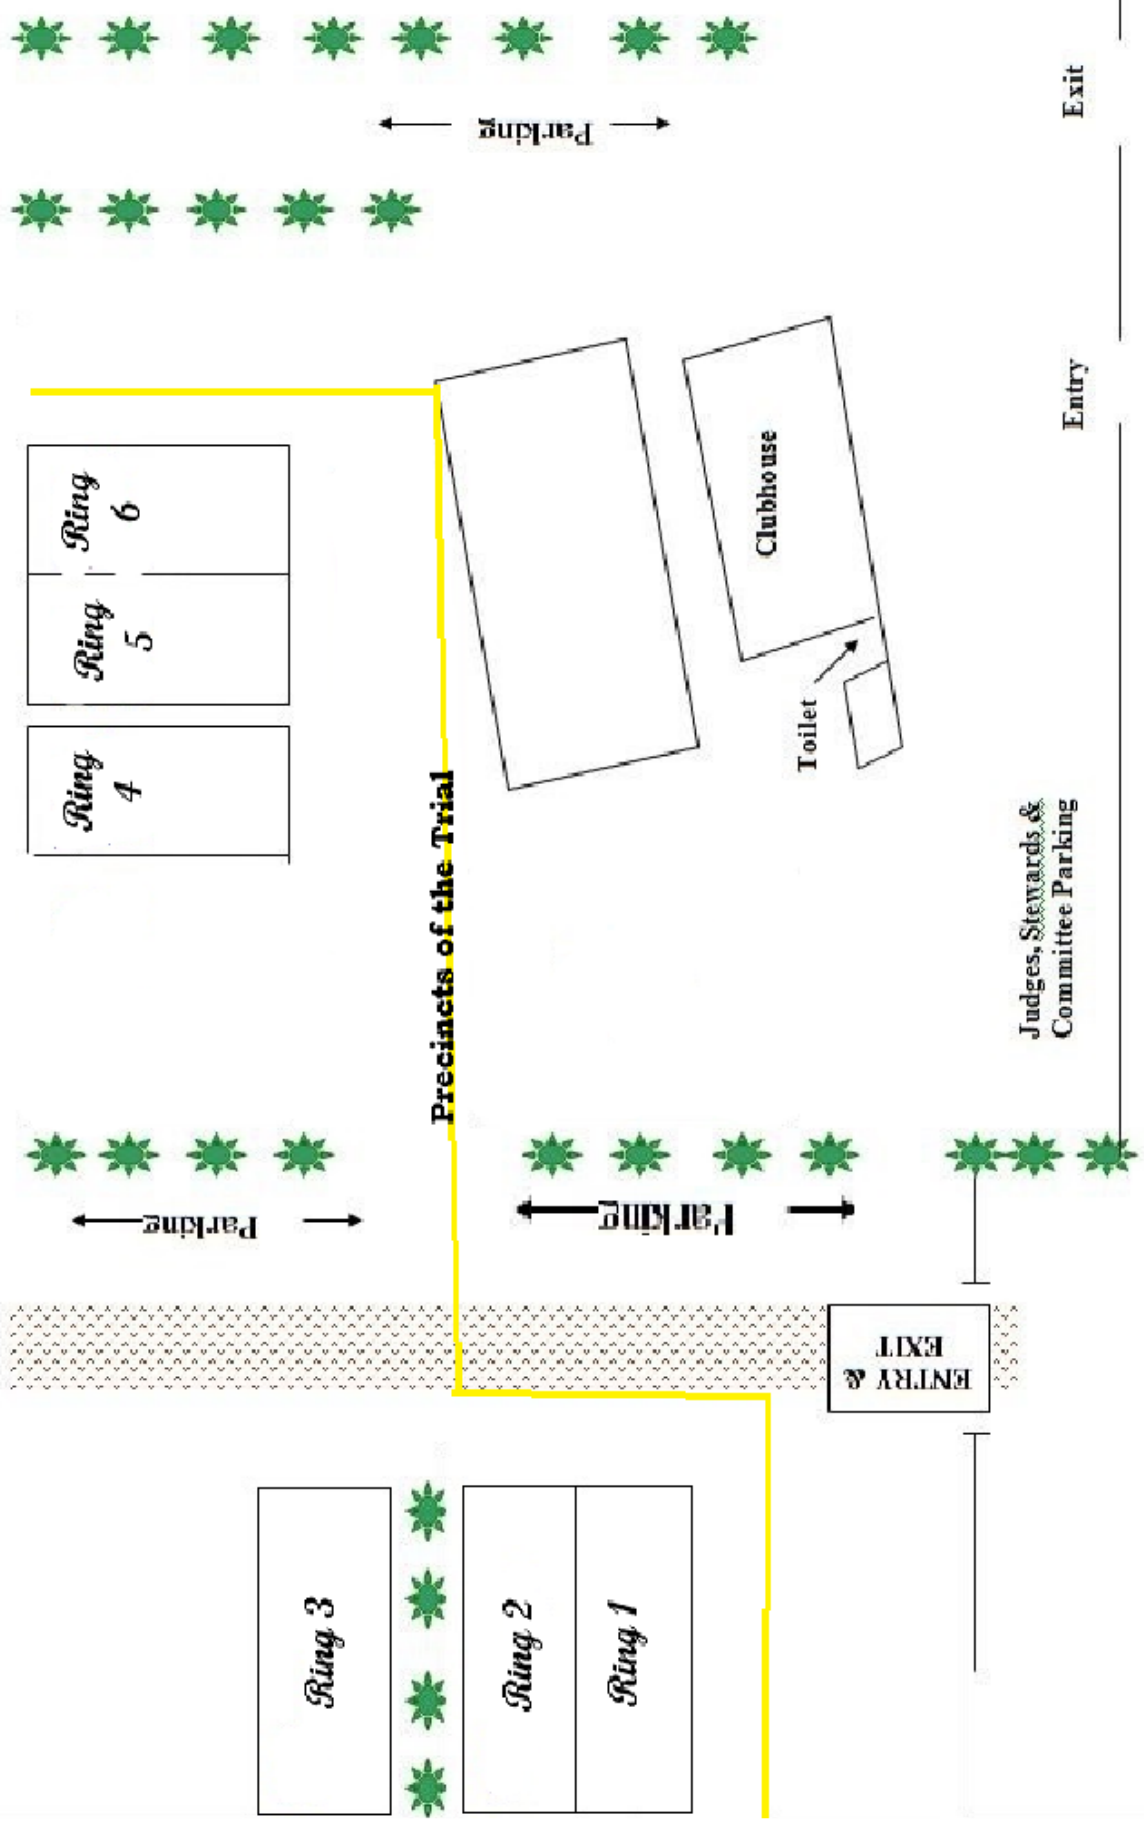 Parking
Exit
Entry
Ring
6
Ring
5
Ring
4
Clubhouse
Toilet
Precincts of the Trial
Judges, Stewards &
Committee Parking
Parking
Parking
ENTRY &
EXIT
Ring 3
Ring 2
Ring 1